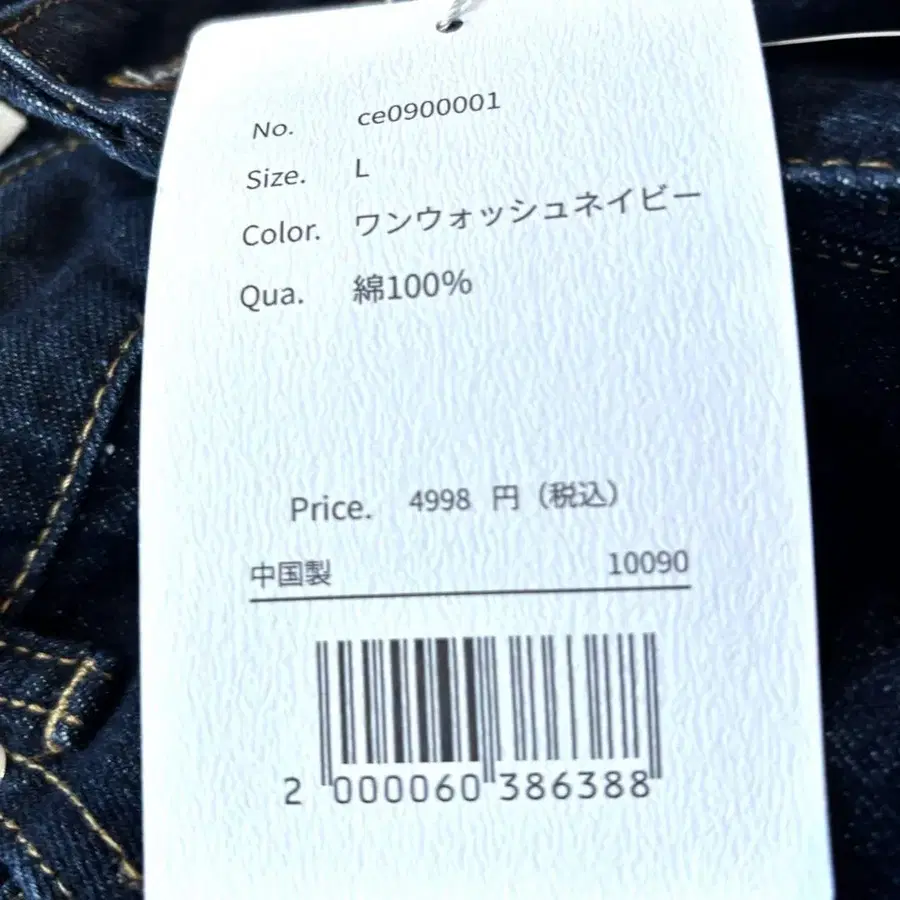 No. ce0900001
Size. L
Color. ワンウォッシュネイビー
Qua. 綿100%
Price. 4998 円（税込）
中国製 10090
2 000060 386388